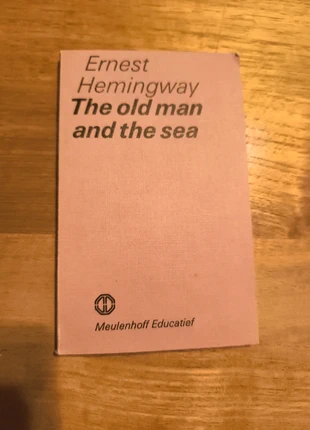 Ernest
Hemingway
The old man
and the sea
Meulenhoff Educatief